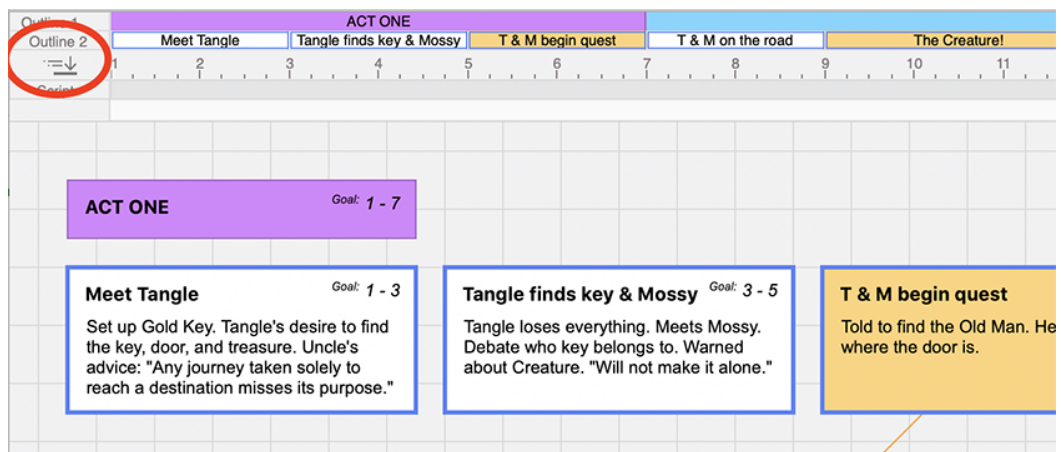 Outline 1
ACT ONE
Outline 2
Meet Tangle
Tangle finds key & Mossy
T & M begin quest
T & M on the road
The Creature!
1 2 3 4 5 6 7 8 9 10 11
Script
ACT ONE
Goal: 1 - 7
Meet Tangle
Goal: 1 - 3
Set up Gold Key. Tangle's desire to find
the key, door, and treasure. Uncle's
advice: "Any journey taken solely to
reach a destination misses its purpose."
Tangle finds key & Mossy
Goal: 3 - 5
Tangle loses everything. Meets Mossy.
Debate who key belongs to. Warned
about Creature. "Will not make it alone."
T & M begin quest
Told to find the Old Man. He
where the door is.